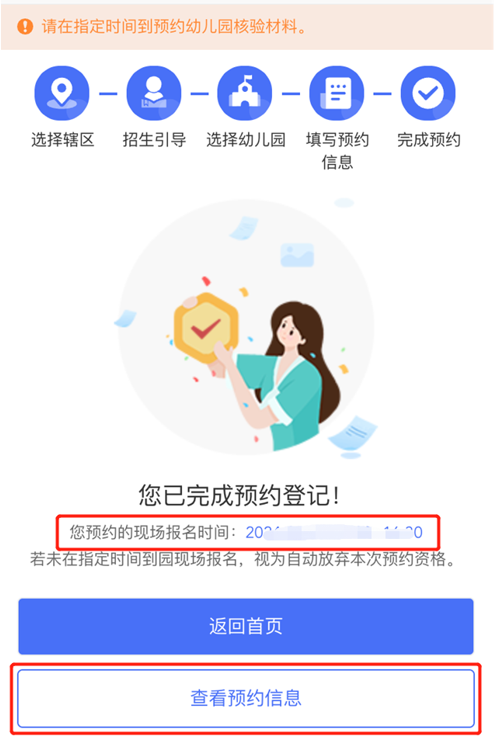 请在指定时间到预约幼儿园核验材料。
选择辖区
招生引导
选择幼儿园
填写预约信息
完成预约
您已完成预约登记！
您预约的现场报名时间：
若未在指定时间到园现场报名，视为自动放弃本次预约资格。
返回首页
查看预约信息